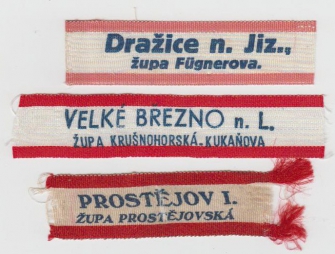 Dražice n. Jiz.,
župa Fügnerova.
VELKÉ BŘEZNO n. L.
ŽUPA KRUŠNOHORSKÁ-KUKAŇOVA
PROSTĚJOV I.
ŽUPA PROSTĚJOVSKÁ